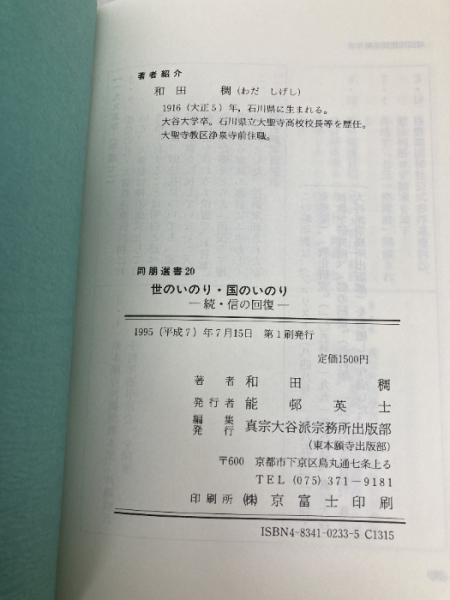 著者紹介
和田 稠(わだ しげし)
1916(大正5)年,石川県に生まれる。
大谷大学卒。石川県立大聖寺高校校長等を歴任。
大聖寺教区浄泉寺前住職。
同朋選書20
世のいのり・国のいのり
―続・信の回復―
1995(平成7)年7月15日 第1刷発行
定価1500円
著者 和田 稠
発行者 能邨英士
編集
発行 真宗大谷派宗務所出版部
(東本願寺出版部)
〒600 京都市下京区烏丸通七条上る
TEL (075) 371-9181
印刷所 ㈱京富士印刷
ISBN4-8341-0233-5 C1315